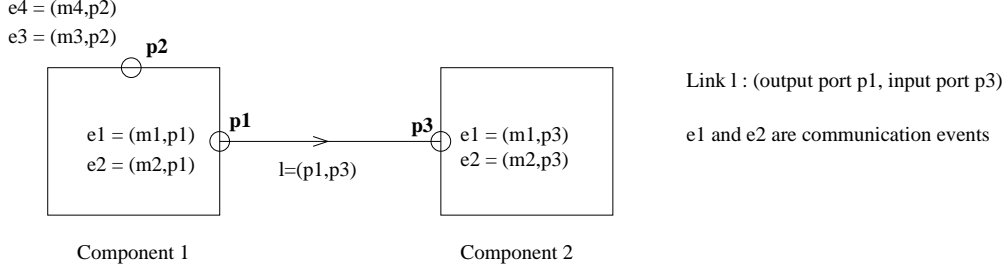 e4 = (m4,p2)
e3 = (m3,p2)
p2
Link l : (output port p1, input port p3)
p1
p3
e1 = (m1,p1)
e1 = (m1,p3)
e1 and e2 are communication events
e2 = (m2,p1)
e2 = (m2,p3)
l=(p1,p3)
Component 1
Component 2